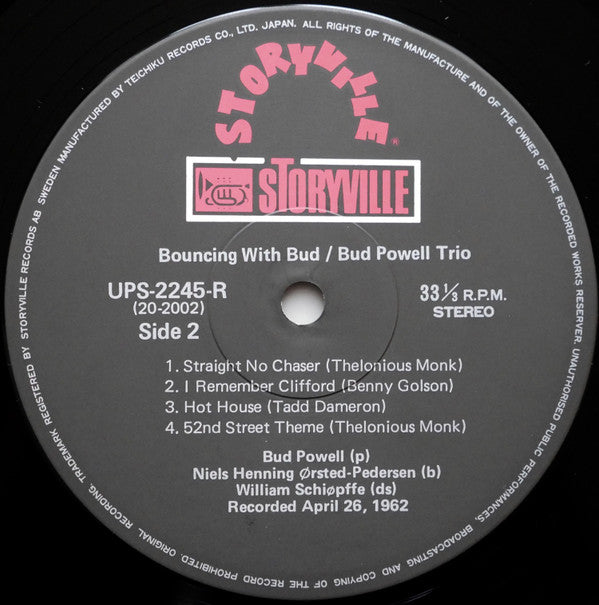 TRADEMARK REGISTERED BY STORYVILLE RECORDS AB SWEDEN MANUFACTURED BY TEICHIKU RECORDS CO., LTD. JAPAN. ALL RIGHTS OF THE MANUFACTURE AND OF THE OWNER OF THE RECORDED WORKS RESERVER. UNAUTHORISED PUBLIC PERFORMANCES, BROADCASTING AND COPYING OF THE RECORD PROHIBITED ORIGINAL RECORDING.
STORYVILLE®
STORYVILLE
Bouncing With Bud / Bud Powell Trio
UPS-2245-R
33⅓ R.P.M.
(20-2002)
STEREO
Side 2
1. Straight No Chaser (Thelonious Monk)
2. I Remember Clifford (Benny Golson)
3. Hot House (Tadd Dameron)
4. 52nd Street Theme (Thelonious Monk)
Bud Powell (p)
Niels Henning Ørsted-Pedersen (b)
William Schiøpffe (ds)
Recorded April 26, 1962